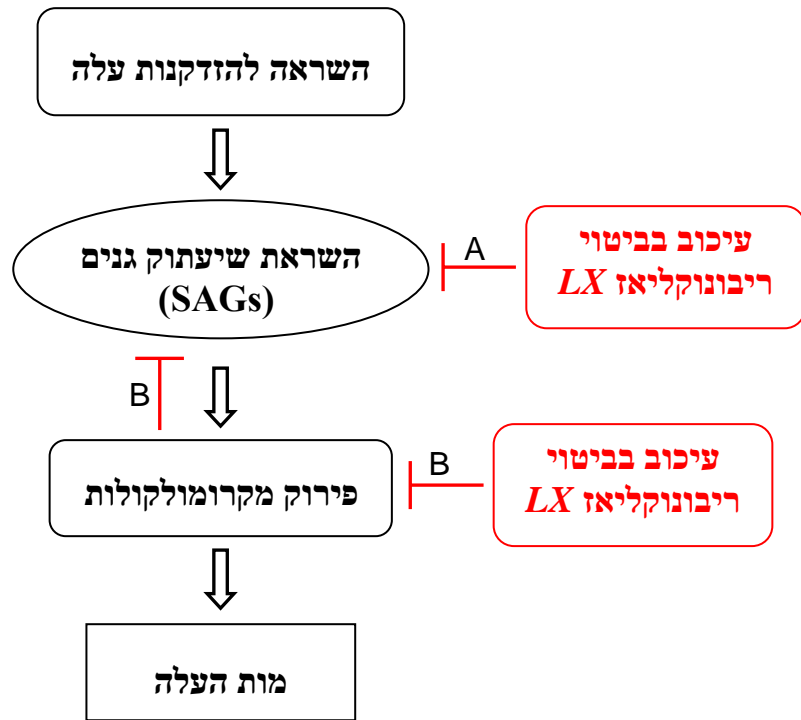 השראה להזדקנות עלה
השראת שיעתוק גנים
(SAGs)
A
עיכוב בביטוי
ריבונוקליאז LX
B
פירוק מקרומולקולות
B
עיכוב בביטוי
ריבונוקליאז LX
מות העלה